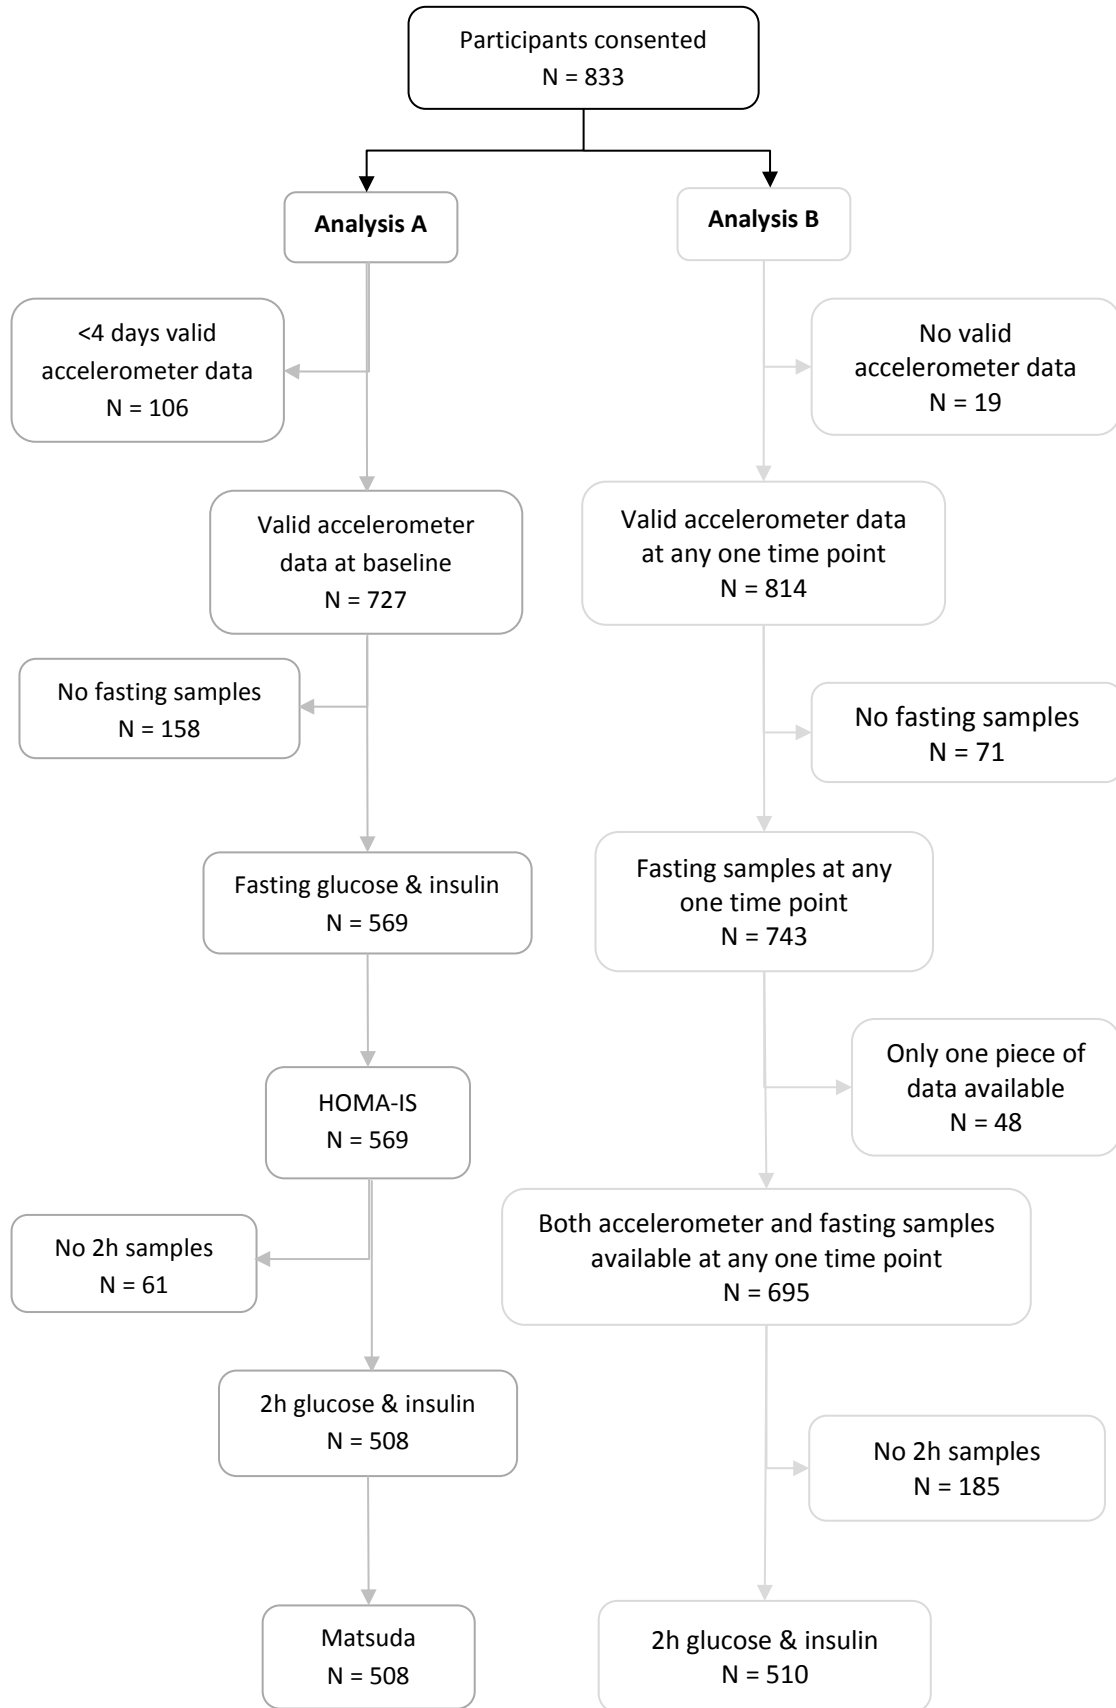 Participants consented
N = 833
Analysis A
Analysis B
<4 days valid
accelerometer data
N = 106
No valid
accelerometer data
N = 19
Valid accelerometer
data at baseline
N = 727
Valid accelerometer data
at any one time point
N = 814
No fasting samples
N = 158
No fasting samples
N = 71
Fasting glucose & insulin
N = 569
Fasting samples at any
one time point
N = 743
HOMA-IS
N = 569
Only one piece of
data available
N = 48
No 2h samples
N = 61
Both accelerometer and fasting samples
available at any one time point
N = 695
2h glucose & insulin
N = 508
No 2h samples
N = 185
Matsuda
N = 508
2h glucose & insulin
N = 510